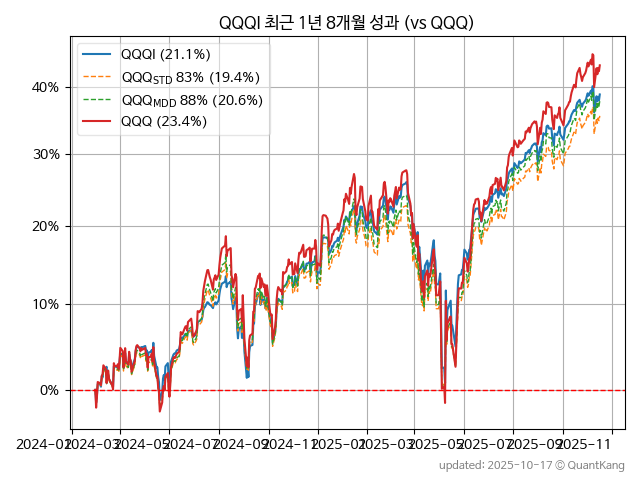 QQQI 최근 1년 8개월 성과 (vs QQQ)
QQQI (21.1%)
QQQSTD 83% (19.4%)
QQQMDD 88% (20.6%)
QQQ (23.4%)
40%
30%
20%
10%
0%
2024-01 2024-03 2024-05 2024-07 2024-09 2024-11 2025-01 2025-03 2025-05 2025-07 2025-09 2025-11
updated: 2025-10-17 © QuantKang